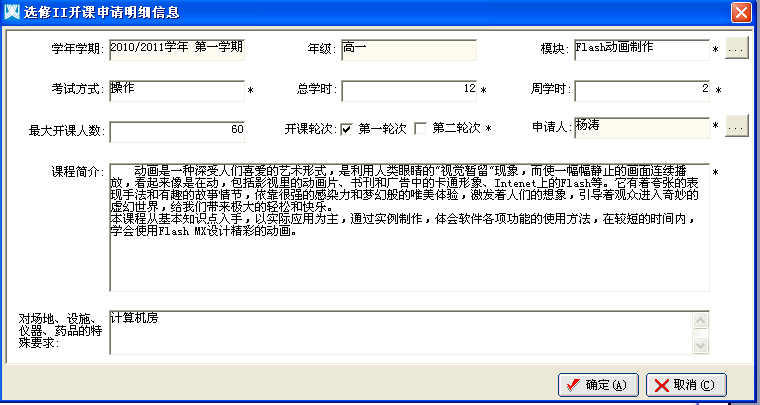 选修II开课申请明细信息
学年学期: 2010/2011学年 第一学期 年级: 高一 模块: Flash动画制作 * ...
考试方式: 操作 * 总学时: 12 * 周学时: 2 *
最大开课人数: 60 开课轮次: 第一轮次 第二轮次 * 申请人: 杨涛 * ...
课程简介: 动画是一种深受人们喜爱的艺术形式，是利用人类眼睛的"视觉暂留"现象，而使一幅幅静止的画面连续播 *
放，看起来像是在动，包括影视里的动画片、书刊和广告中的卡通形象、Intenet上的Flash等。它有着夸张的表
现手法和有趣的故事情节，依靠很强的感染力和梦幻般的唯美体验，激发着人们的想象，引导着观众进入奇妙的
虚幻世界，给我们带来极大的轻松和快乐。
本课程从基本知识点入手，以实际应用为主，通过实例制作，体会软件各项功能的使用方法，在较短的时间内，
学会使用Flash MX设计精彩的动画。
对场地、设施、
仪器、药品的特
殊要求:
计算机房
确定(A) 取消(C)